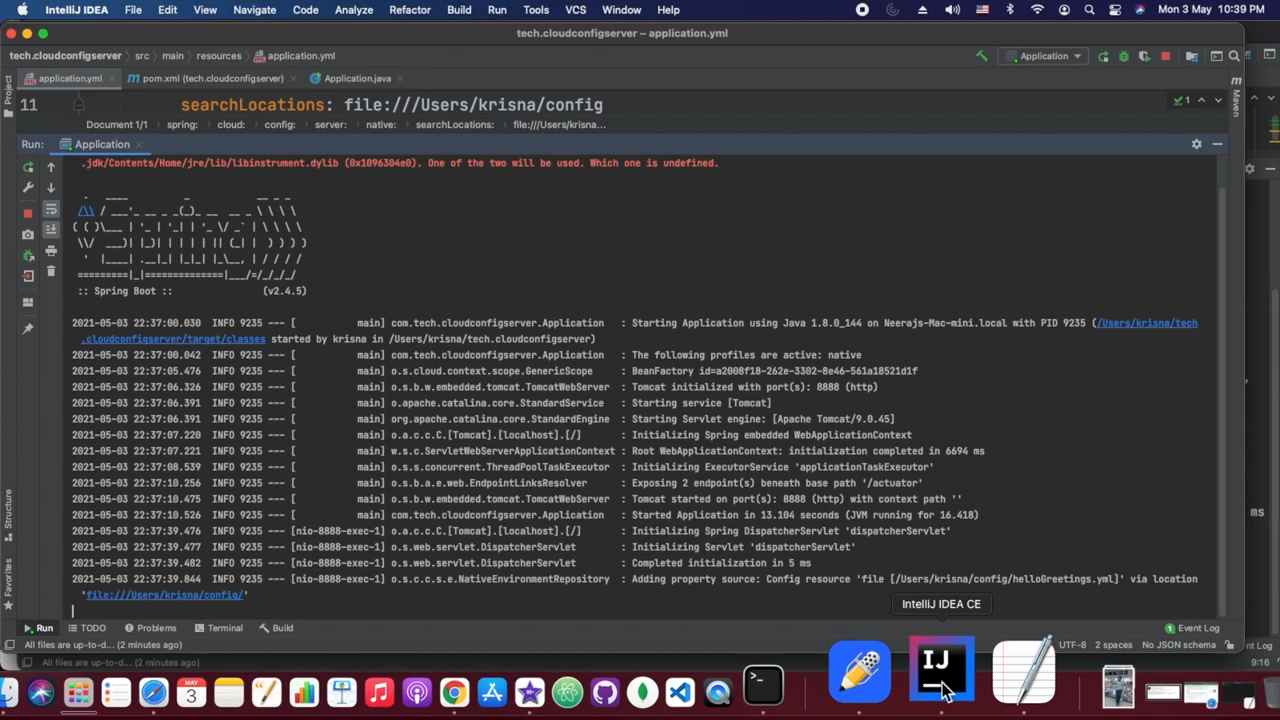 IntelliJ IDEA File Edit View Navigate Code Analyze Refactor Build Run Tools VCS Window Help Mon 3 May 10:39 PM
tech.cloudconfigserver – application.yml
tech.cloudconfigserver src main resources application.yml Application
application.yml pom.xml (tech.cloudconfigserver) Application.java
Project
Maven
11 searchLocations: file:///Users/krisna/config
1
Document 1/1 spring: cloud: config: server: native: searchLocations: file:///Users/krisna...
Run: Application
.jdk/Contents/Home/jre/lib/libinstrument.dylib (0x1096304e0). One of the two will be used. Which one is undefined.
:: Spring Boot :: (v2.4.5)
2021-05-03 22:37:00.030 INFO 9235 --- [ main] com.tech.cloudconfigserver.Application : Starting Application using Java 1.8.0_144 on Neerajs-Mac-mini.local with PID 9235 (/Users/krisna/tech
.cloudconfigserver/target/classes started by krisna in /Users/krisna/tech.cloudconfigserver)
2021-05-03 22:37:00.042 INFO 9235 --- [ main] com.tech.cloudconfigserver.Application : The following profiles are active: native
2021-05-03 22:37:05.476 INFO 9235 --- [ main] o.s.cloud.context.scope.GenericScope : BeanFactory id=a2008f18-262e-3302-8e46-561a18521d1f
2021-05-03 22:37:06.326 INFO 9235 --- [ main] o.s.b.w.embedded.tomcat.TomcatWebServer : Tomcat initialized with port(s): 8888 (http)
2021-05-03 22:37:06.391 INFO 9235 --- [ main] o.apache.catalina.core.StandardService : Starting service [Tomcat]
2021-05-03 22:37:06.391 INFO 9235 --- [ main] org.apache.catalina.core.StandardEngine : Starting Servlet engine: [Apache Tomcat/9.0.45]
2021-05-03 22:37:07.220 INFO 9235 --- [ main] o.a.c.c.C.[Tomcat].[localhost].[/] : Initializing Spring embedded WebApplicationContext
2021-05-03 22:37:07.221 INFO 9235 --- [ main] w.s.c.ServletWebServerApplicationContext : Root WebApplicationContext: initialization completed in 6694 ms
2021-05-03 22:37:08.539 INFO 9235 --- [ main] o.s.s.concurrent.ThreadPoolTaskExecutor : Initializing ExecutorService 'applicationTaskExecutor'
2021-05-03 22:37:10.256 INFO 9235 --- [ main] o.s.b.a.e.web.EndpointLinksResolver : Exposing 2 endpoint(s) beneath base path '/actuator'
2021-05-03 22:37:10.475 INFO 9235 --- [ main] o.s.b.w.embedded.tomcat.TomcatWebServer : Tomcat started on port(s): 8888 (http) with context path ''
2021-05-03 22:37:10.526 INFO 9235 --- [ main] com.tech.cloudconfigserver.Application : Started Application in 13.104 seconds (JVM running for 16.418)
2021-05-03 22:37:39.476 INFO 9235 --- [nio-8888-exec-1] o.a.c.c.C.[Tomcat].[localhost].[/] : Initializing Spring DispatcherServlet 'dispatcherServlet'
2021-05-03 22:37:39.477 INFO 9235 --- [nio-8888-exec-1] o.s.web.servlet.DispatcherServlet : Initializing Servlet 'dispatcherServlet'
2021-05-03 22:37:39.482 INFO 9235 --- [nio-8888-exec-1] o.s.web.servlet.DispatcherServlet : Completed initialization in 5 ms
2021-05-03 22:37:39.844 INFO 9235 --- [nio-8888-exec-1] o.s.c.c.s.e.NativeEnvironmentRepository : Adding property source: Config resource 'file [/Users/krisna/config/helloGreetings.yml]' via location
'file:///Users/krisna/config/'
ms
Structure
Favorites
IntelliJ IDEA CE
Run TODO Problems Terminal Build 1 Event Log
All files are up-to-d... (2 minutes ago) UTF-8 2 spaces No JSON schema
All files are up-to-d... (2 minutes ago) 9:16
MAY
3
IJ